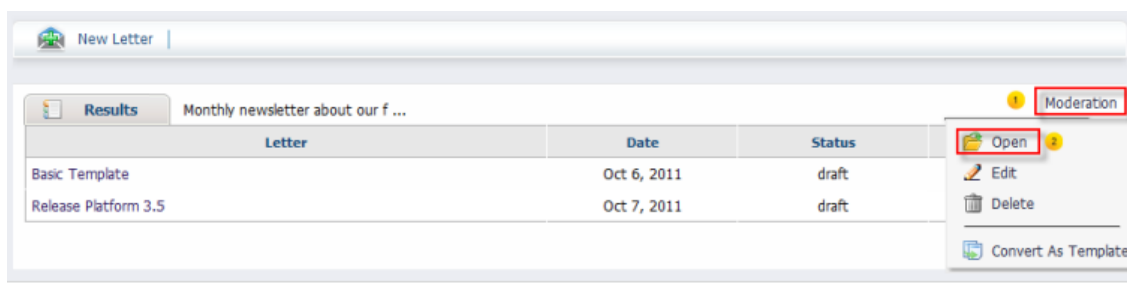 New Letter
Results Monthly newsletter about our f ... 1 Moderation
Letter Date Status
Open 2
Basic Template Oct 6, 2011 draft
Edit
Release Platform 3.5 Oct 7, 2011 draft
Delete
Convert As Template